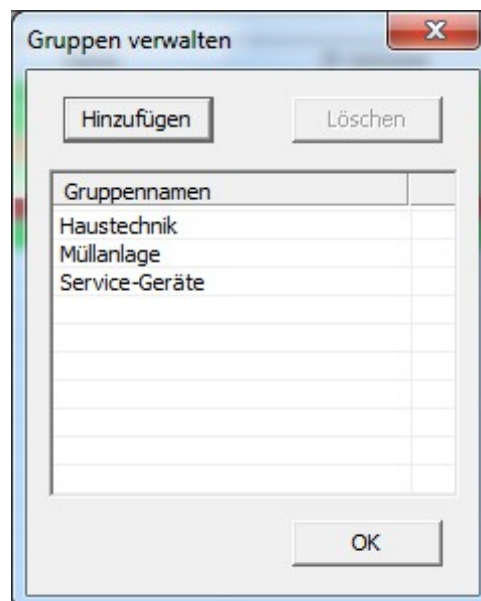 Gruppen verwalten
Hinzufügen
Löschen
Gruppennamen
Haustechnik
Müllanlage
Service-Geräte
OK